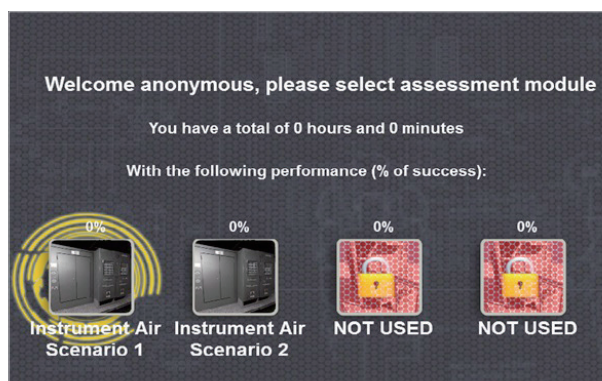 Welcome anonymous, please select assessment module
You have a total of 0 hours and 0 minutes
With the following performance (% of success):
0% 0% 0% 0%
Instrument Air Instrument Air NOT USED NOT USED
Scenario 1 Scenario 2